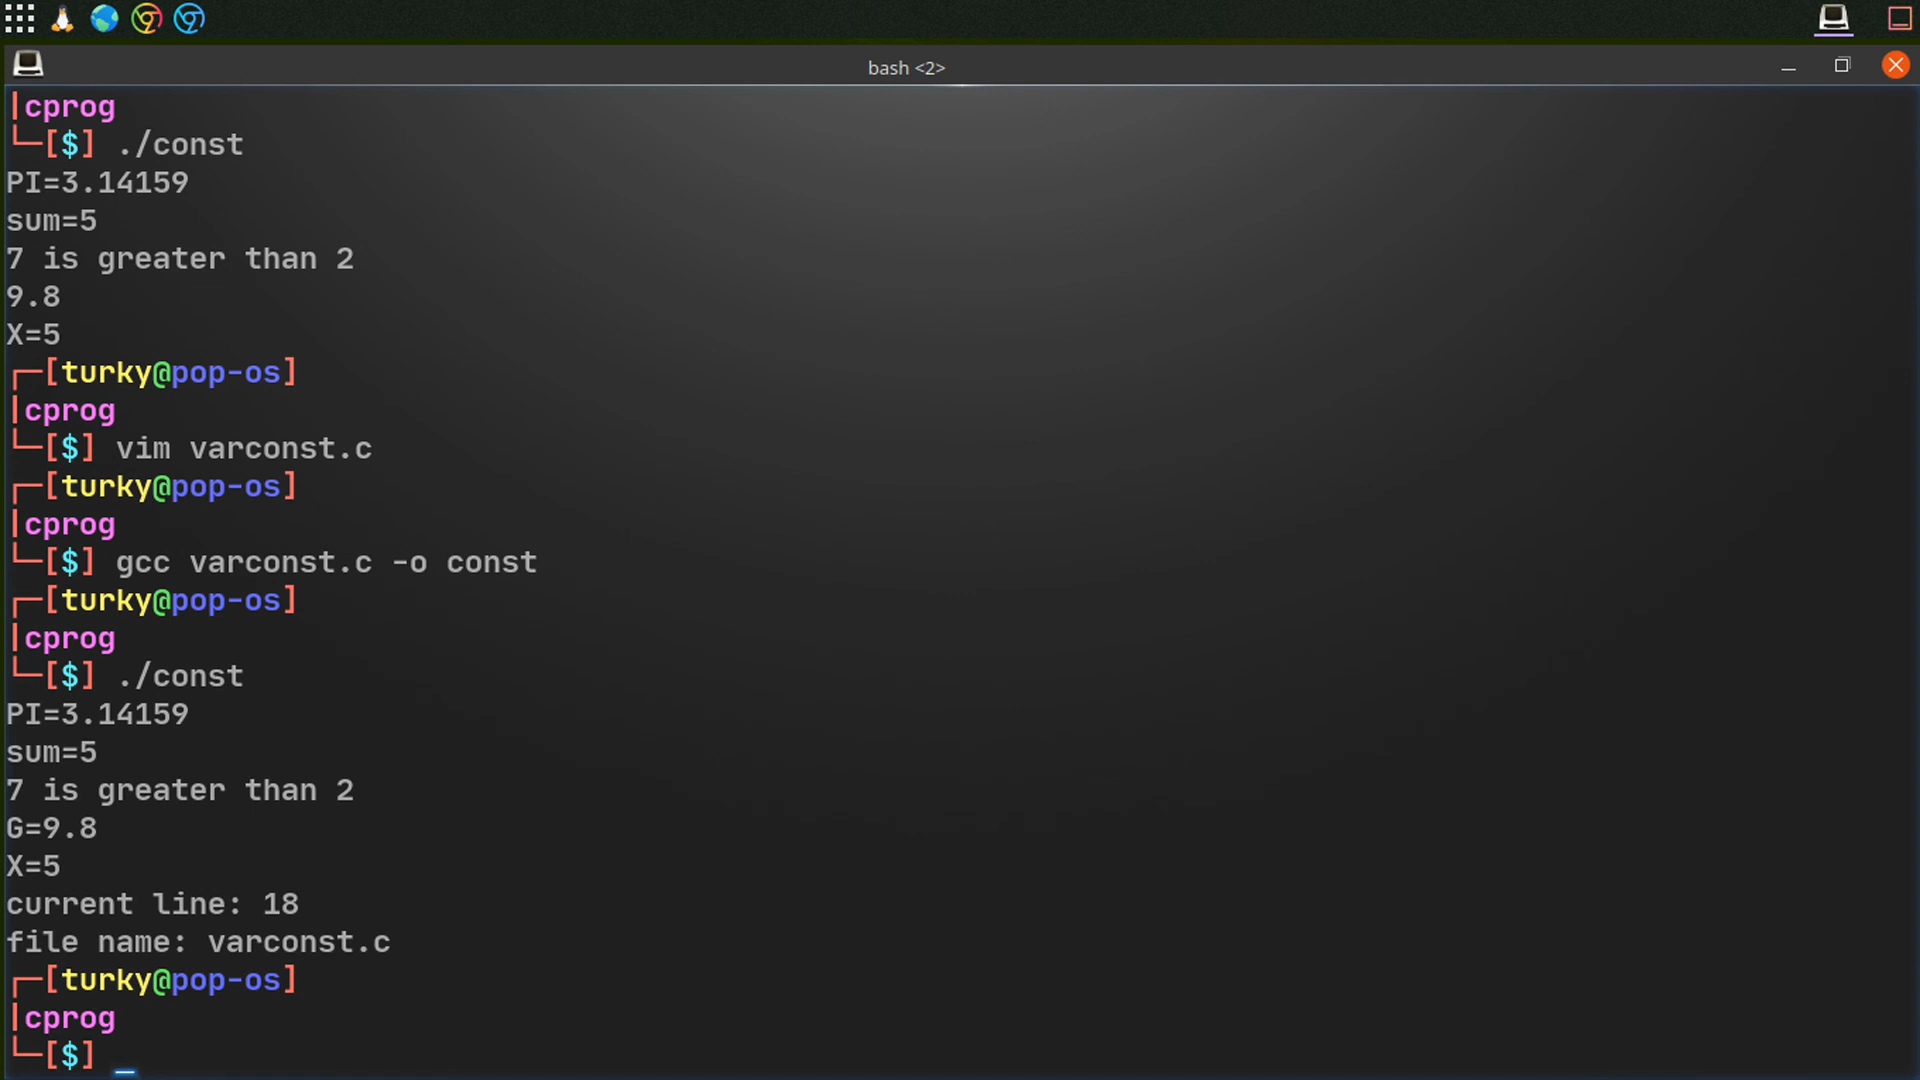 bash <2>
|cprog
└─[$] ./const
PI=3.14159
sum=5
7 is greater than 2
9.8
X=5
┌─[turky@pop-os]
|cprog
└─[$] vim varconst.c
┌─[turky@pop-os]
|cprog
└─[$] gcc varconst.c -o const
┌─[turky@pop-os]
|cprog
└─[$] ./const
PI=3.14159
sum=5
7 is greater than 2
G=9.8
X=5
current line: 18
file name: varconst.c
┌─[turky@pop-os]
|cprog
└─[$] _